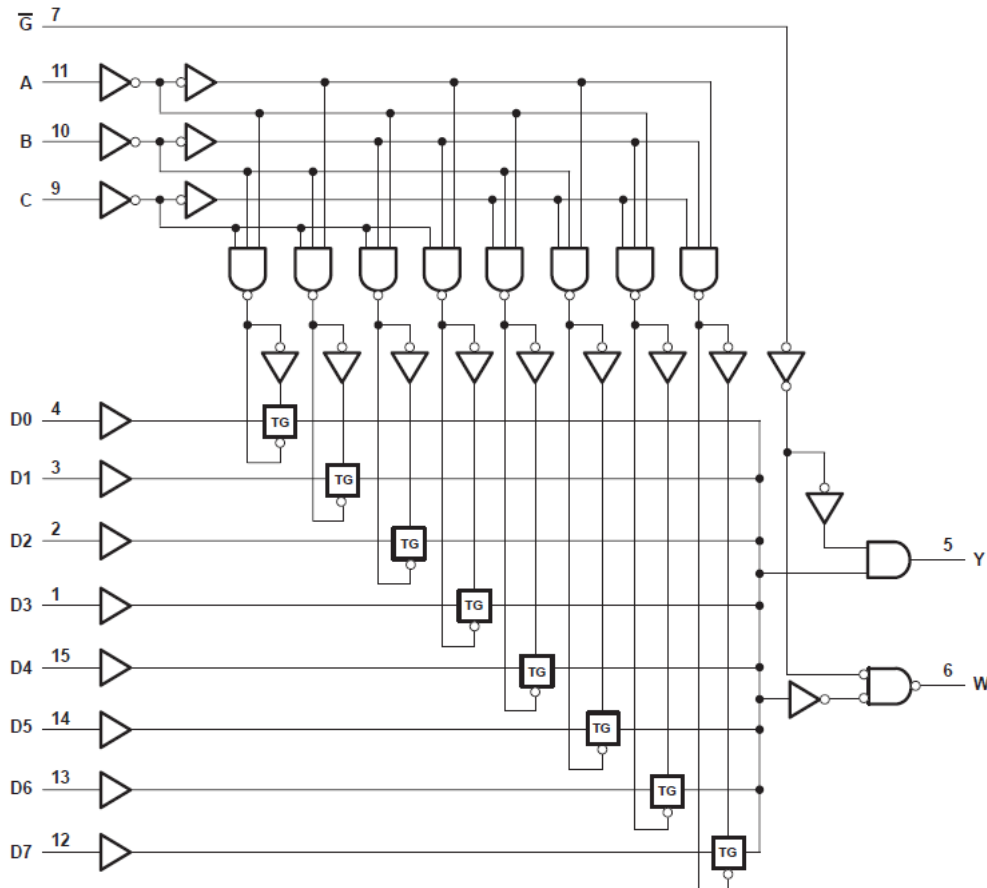 G̅ 7
A 11
B 10
C 9
D0 4
TG
D1 3
TG
D2 2
TG
5 Y
D3 1
TG
D4 15
TG
6 W
D5 14
TG
D6 13
TG
D7 12
TG